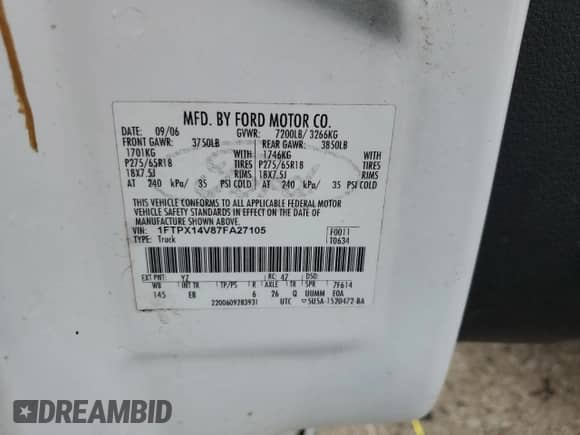 MFD. BY FORD MOTOR CO.
DATE: 09/06 GVWR: 7200LB/ 3266KG
FRONT GAWR: 3750LB REAR GAWR: 3850LB
1701KG WITH 1746KG WITH
P275/65R18 TIRES P275/65R18 TIRES
18X7.5J RIMS 18X7.5J RIMS
AT 240 kPa/ 35 PSI COLD AT 240 kPa/ 35 PSI COLD
THIS VEHICLE CONFORMS TO ALL APPLICABLE FEDERAL MOTOR
VEHICLE SAFETY STANDARDS IN EFFECT ON THE DATE OF
MANUFACTURE SHOWN ABOVE.
VIN: 1FTPX14V87FA27105 F0011
TYPE: Truck T0634
EXT PNT: YZ RC: 47 DSO:
WB INT TR TP/PS R AXLE TR SPR 7F614
145 EB 6 26 Q UUMM E0A
2200609283931 UTC 5U5A-1520472-BA
DREAMBID